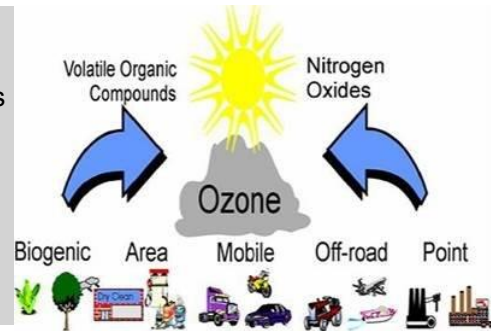 Volatile Organic
Compounds
Nitrogen
Oxides
s
Ozone
Biogenic Area Mobile Off-road Point
Dry Clean